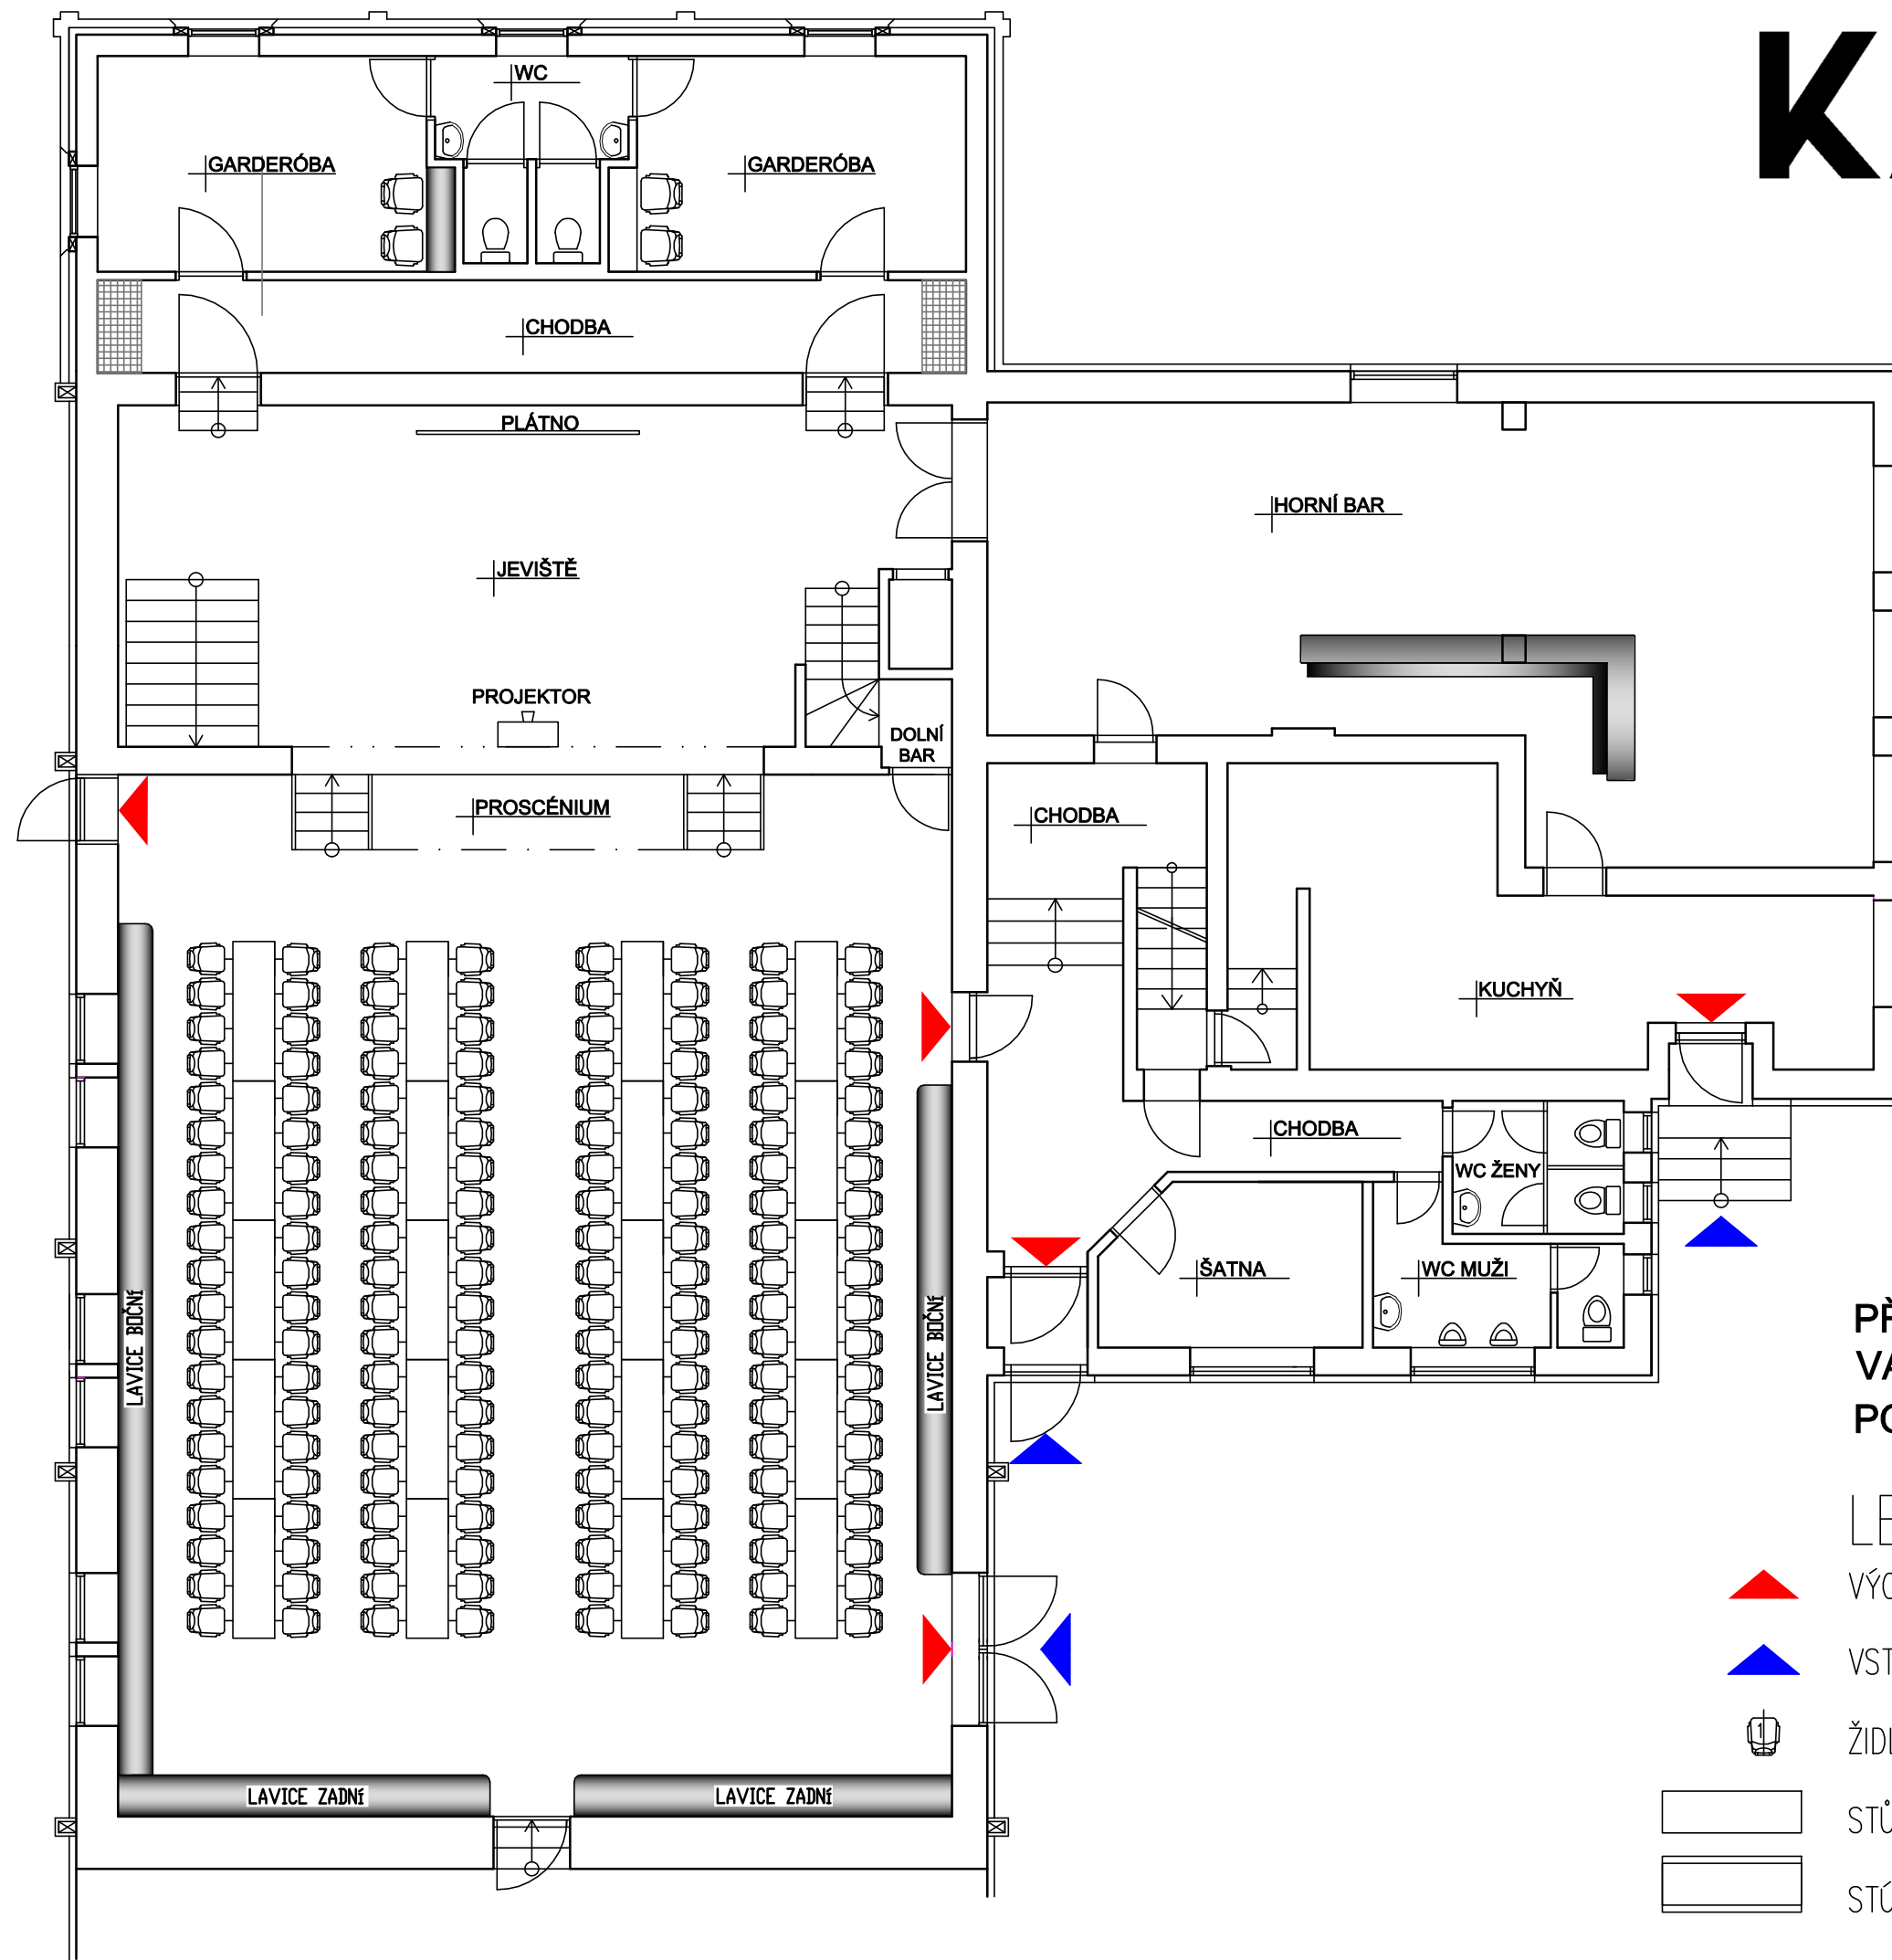 WC
GARDERÓBA
GARDERÓBA
CHODBA
PLÁTNO
HORNÍ BAR
JEVIŠTĚ
PROJEKTOR
DOLNÍ
BAR
PROSCÉNIUM
CHODBA
KUCHYŇ
CHODBA
WC ŽENY
ŠATNA
WC MUŽI
LAVICE BOČNÍ
LAVICE BOČNÍ
LAVICE ZADNÍ
LAVICE ZADNÍ
1